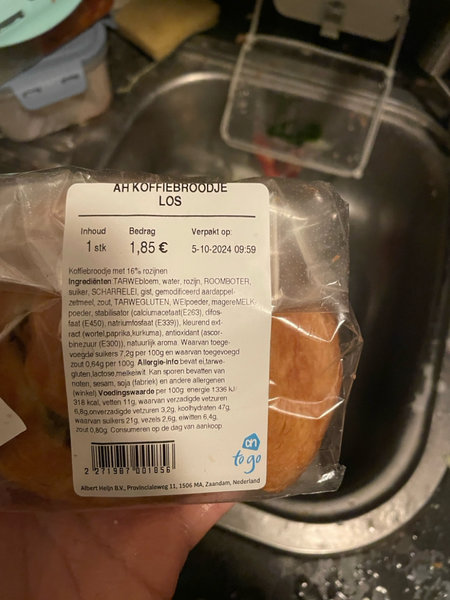 AH KOFFIEBROODJE
LOS
Inhoud Bedrag Verpakt op:
1 stk 1,85 € 5-10-2024 09:59
Koffiebroodje met 16% rozijnen
Ingrediënten TARWEbloem, water, rozijn, ROOMBOTER,
suiker, SCHARRELEI, gist, gemodificeerd aardappel-
zetmeel, zout, TARWEGLUTEN, WEIpoeder, magereMELK-
poeder, stabilisator (calciumacetaat(E263), difos-
faat (E450), natriumfosfaat (E339)), kleurend ext-
ract (wortel,paprika,kurkuma), antioxidant (ascor-
binezuur (E300)), natuurlijk aroma. Waarvan toege-
voegde suikers 7,2g per 100g en waarvan toegevoegd
zout 0,64g per 100g. Allergie-info bevat ei,tarwe-
gluten,lactose,melkeiwit. Kan sporen bevatten van
noten, sesam, soja (fabriek) en andere allergenen
(winkel) Voedingswaarde per 100g: energie 1336 kJ/
318 kcal, vetten 11g, waarvan verzadigde vetzuren
6,8g,onverzadigde vetzuren 3,2g, koolhydraten 47g,
waarvan suikers 21g, vezels 2,6g, eiwitten 6,4g,
zout 0,80g. Consumeren op de dag van aankoop.
2 271987 001856
ah
to go
Albert Heijn B.V., Provincialeweg 11, 1506 MA, Zaandam, Nederland